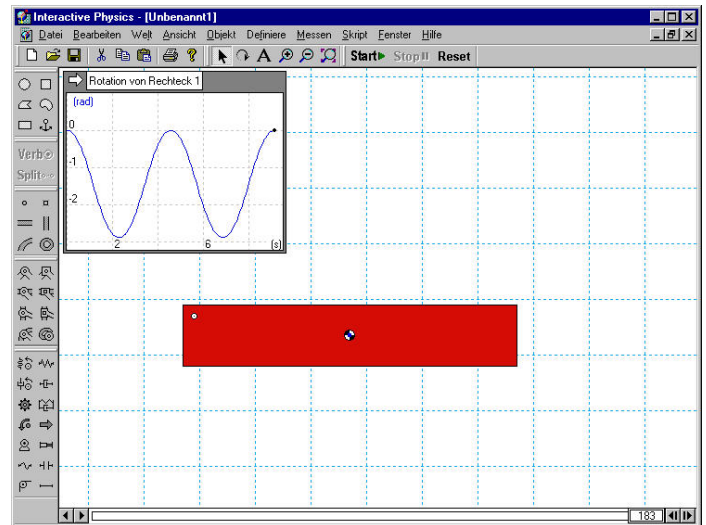 Interactive Physics - [Unbenannt1]
Datei Bearbeiten Welt Ansicht Objekt Definiere Messen Skript Fenster Hilfe
A Start Stop Reset
Rotation von Rechteck 1
(rad)
0
-1
-2
2 6 (s)
Verb
Split
183